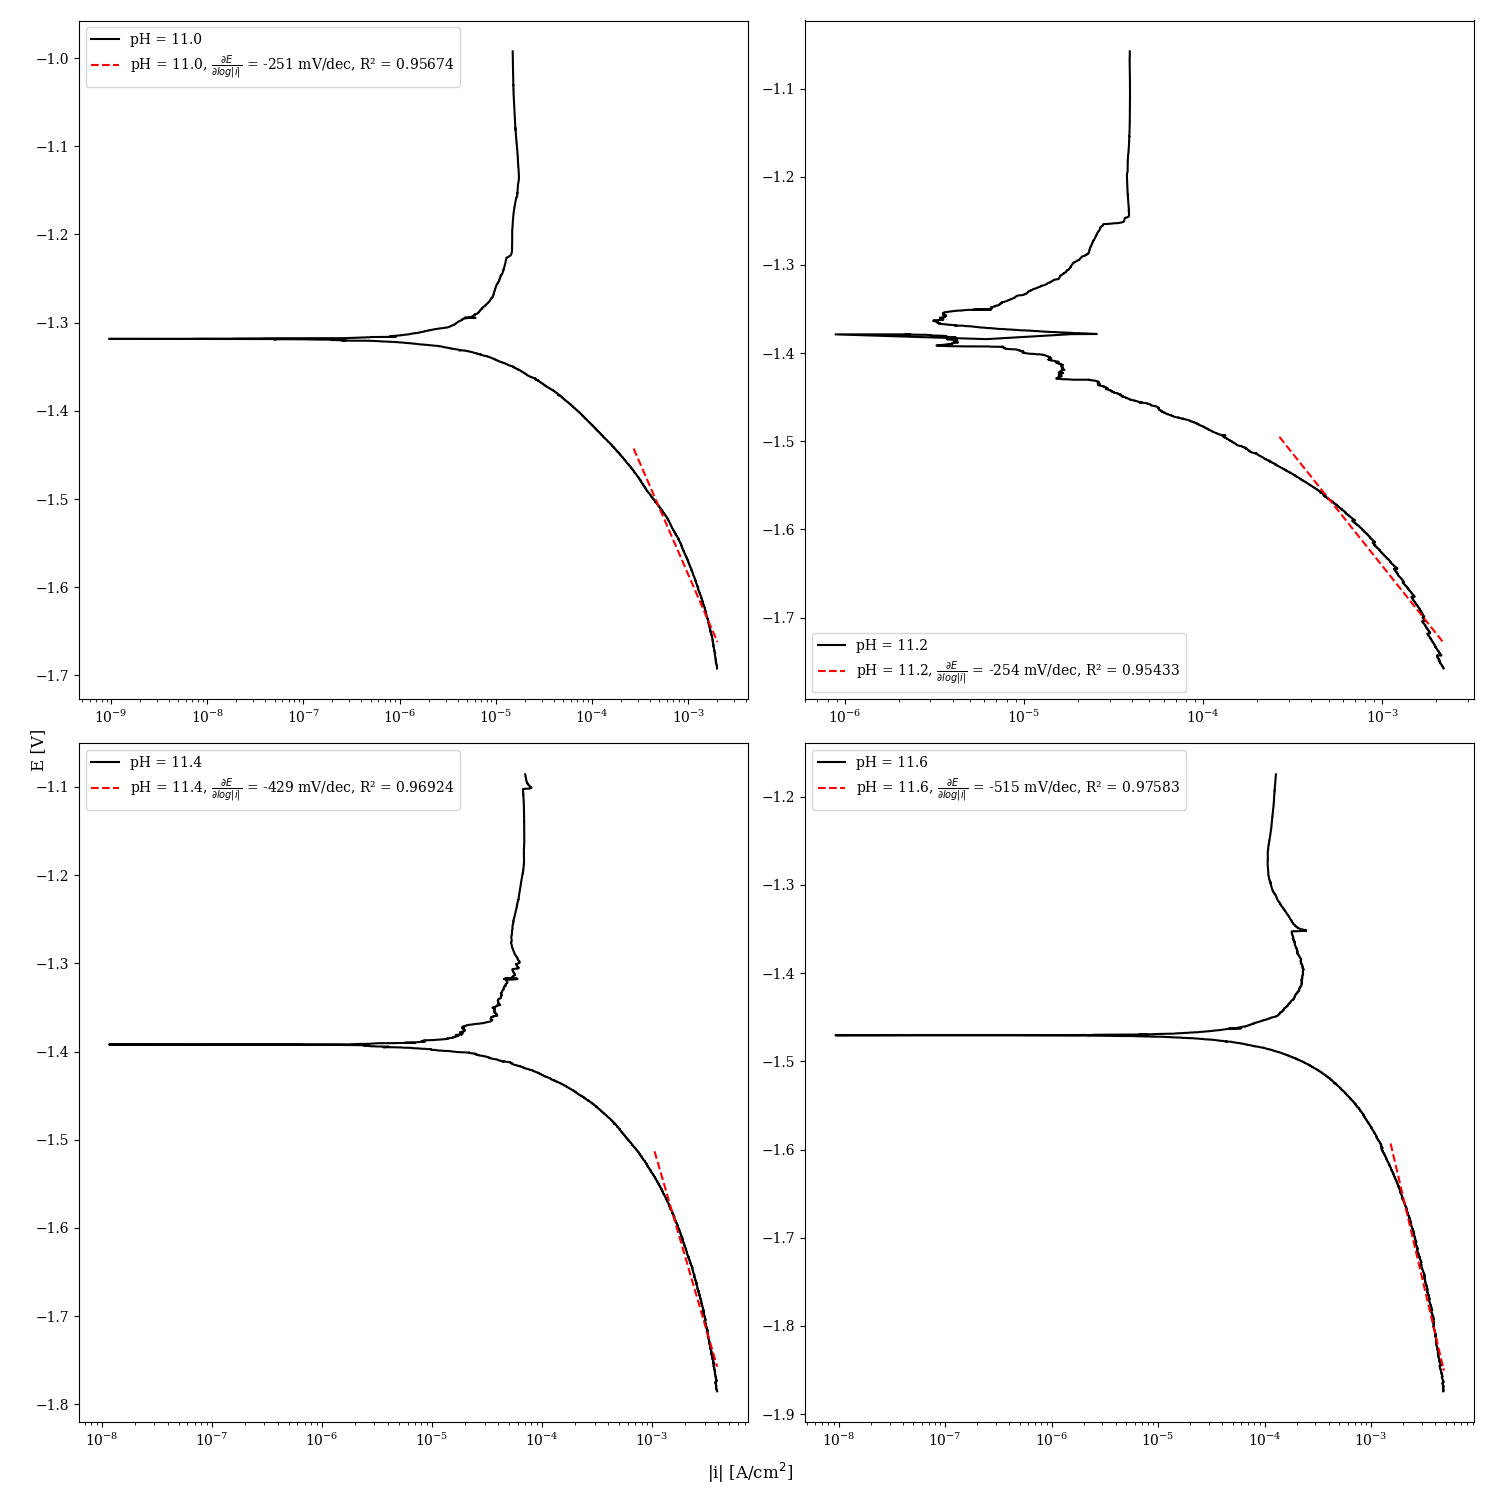 pH = 11.0
pH = 11.0, ∂E/∂log|i| = -251 mV/dec, R² = 0.95674
−1.0
−1.1
−1.2
−1.3
−1.4
−1.5
−1.6
−1.7
10⁻⁹ 10⁻⁸ 10⁻⁷ 10⁻⁶ 10⁻⁵ 10⁻⁴ 10⁻³
−1.1
−1.2
−1.3
−1.4
−1.5
−1.6
−1.7
pH = 11.2
pH = 11.2, ∂E/∂log|i| = -254 mV/dec, R² = 0.95433
10⁻⁶ 10⁻⁵ 10⁻⁴ 10⁻³
E [V]
pH = 11.4
pH = 11.4, ∂E/∂log|i| = -429 mV/dec, R² = 0.96924
−1.1
−1.2
−1.3
−1.4
−1.5
−1.6
−1.7
−1.8
10⁻⁸ 10⁻⁷ 10⁻⁶ 10⁻⁵ 10⁻⁴ 10⁻³
pH = 11.6
pH = 11.6, ∂E/∂log|i| = -515 mV/dec, R² = 0.97583
−1.2
−1.3
−1.4
−1.5
−1.6
−1.7
−1.8
−1.9
10⁻⁸ 10⁻⁷ 10⁻⁶ 10⁻⁵ 10⁻⁴ 10⁻³
|i| [A/cm²]